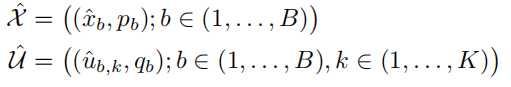 𝒳̂ = ((x̂_b, p_b); b ∈ (1, …, B))
𝒰̂ = ((û_{b,k}, q_b); b ∈ (1, …, B), k ∈ (1, …, K))